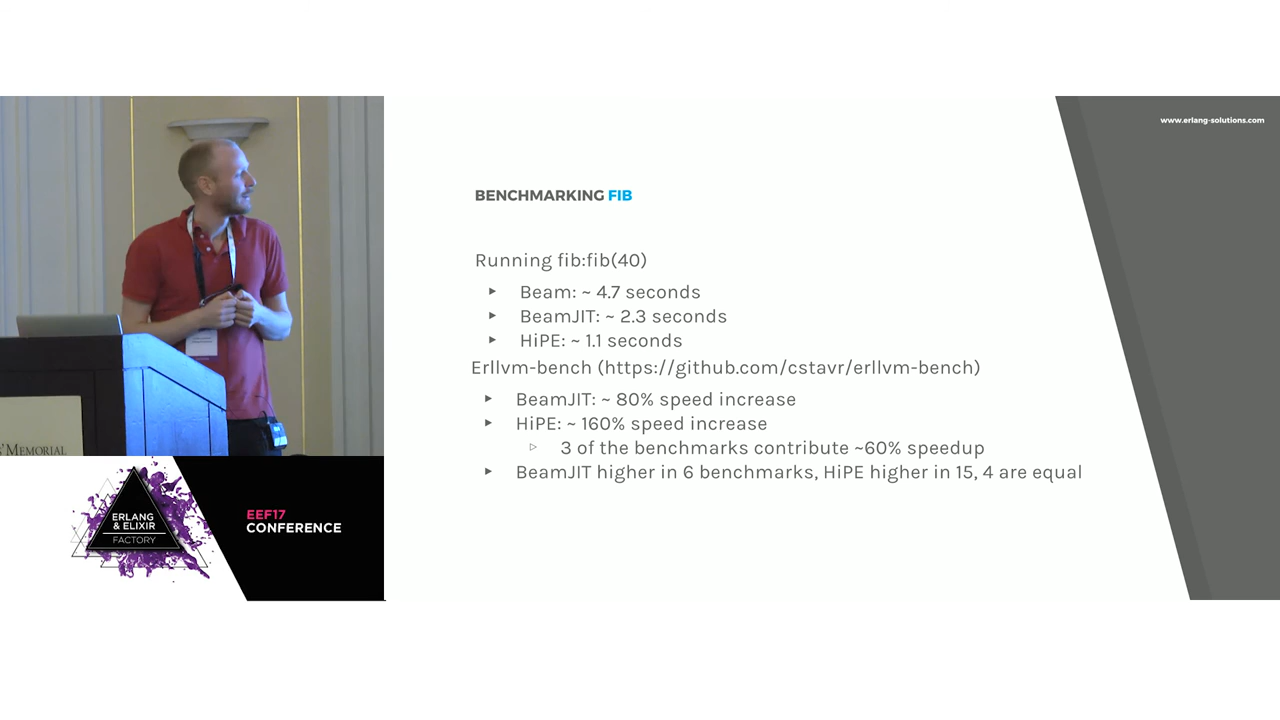 www.erlang-solutions.com
BENCHMARKING FIB
Running fib:fib(40)
▸ Beam: ~ 4.7 seconds
▸ BeamJIT: ~ 2.3 seconds
▸ HiPE: ~ 1.1 seconds
Erllvm-bench (https://github.com/cstavr/erllvm-bench)
▸ BeamJIT: ~ 80% speed increase
▸ HiPE: ~ 160% speed increase
▹ 3 of the benchmarks contribute ~60% speedup
▸ BeamJIT higher in 6 benchmarks, HiPE higher in 15, 4 are equal
' MEMORIAL
ERLANG
& ELIXIR
FACTORY
EEF17
CONFERENCE